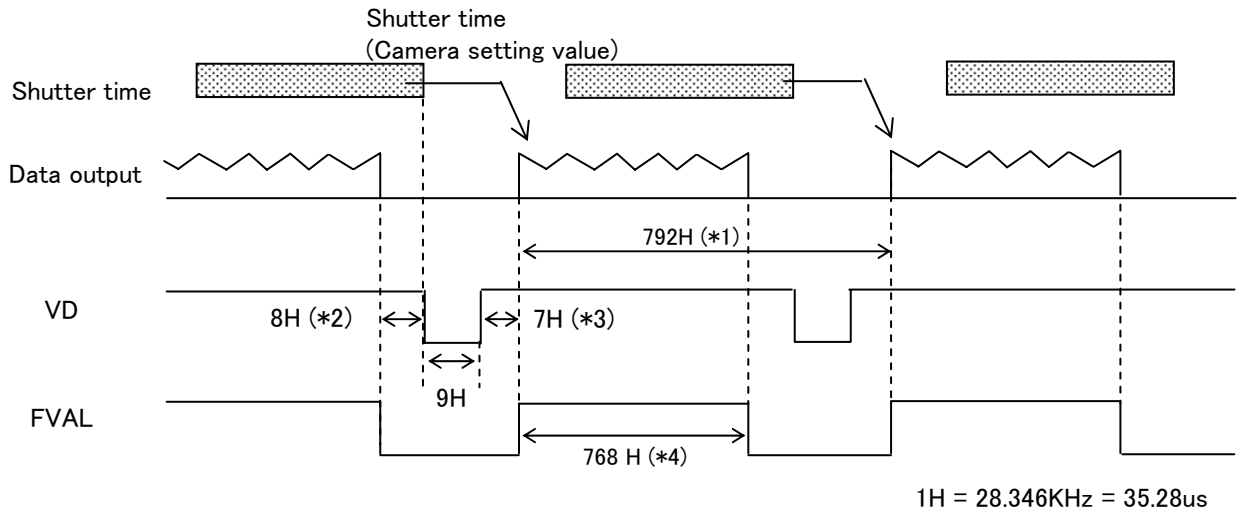 Shutter time
(Camera setting value)
Shutter time
Data output
792H (*1)
VD
8H (*2)
7H (*3)
9H
FVAL
768 H (*4)
1H = 28.346KHz = 35.28us